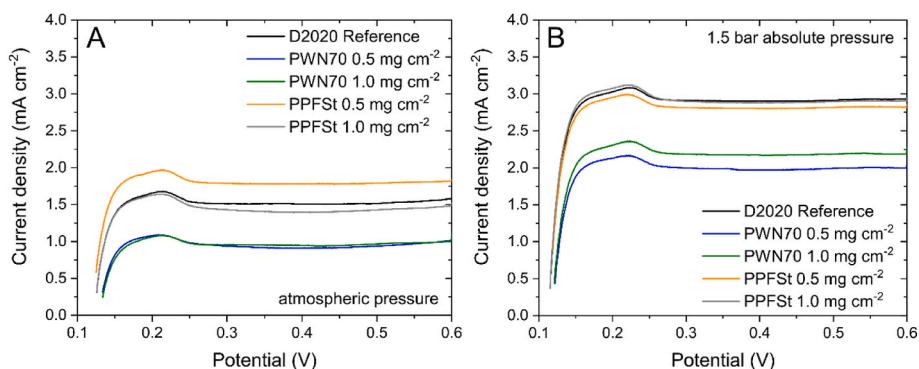 A
D2020 Reference
PWN70 0.5 mg cm⁻²
PWN70 1.0 mg cm⁻²
PPFSt 0.5 mg cm⁻²
PPFSt 1.0 mg cm⁻²
atmospheric pressure
Current density (mA cm⁻²)
4.0
3.5
3.0
2.5
2.0
1.5
1.0
0.5
0.0
0.1 0.2 0.3 0.4 0.5 0.6
Potential (V)
B
1.5 bar absolute pressure
D2020 Reference
PWN70 0.5 mg cm⁻²
PWN70 1.0 mg cm⁻²
PPFSt 0.5 mg cm⁻²
PPFSt 1.0 mg cm⁻²
Current density (mA cm⁻²)
4.0
3.5
3.0
2.5
2.0
1.5
1.0
0.5
0.0
0.1 0.2 0.3 0.4 0.5 0.6
Potential (V)